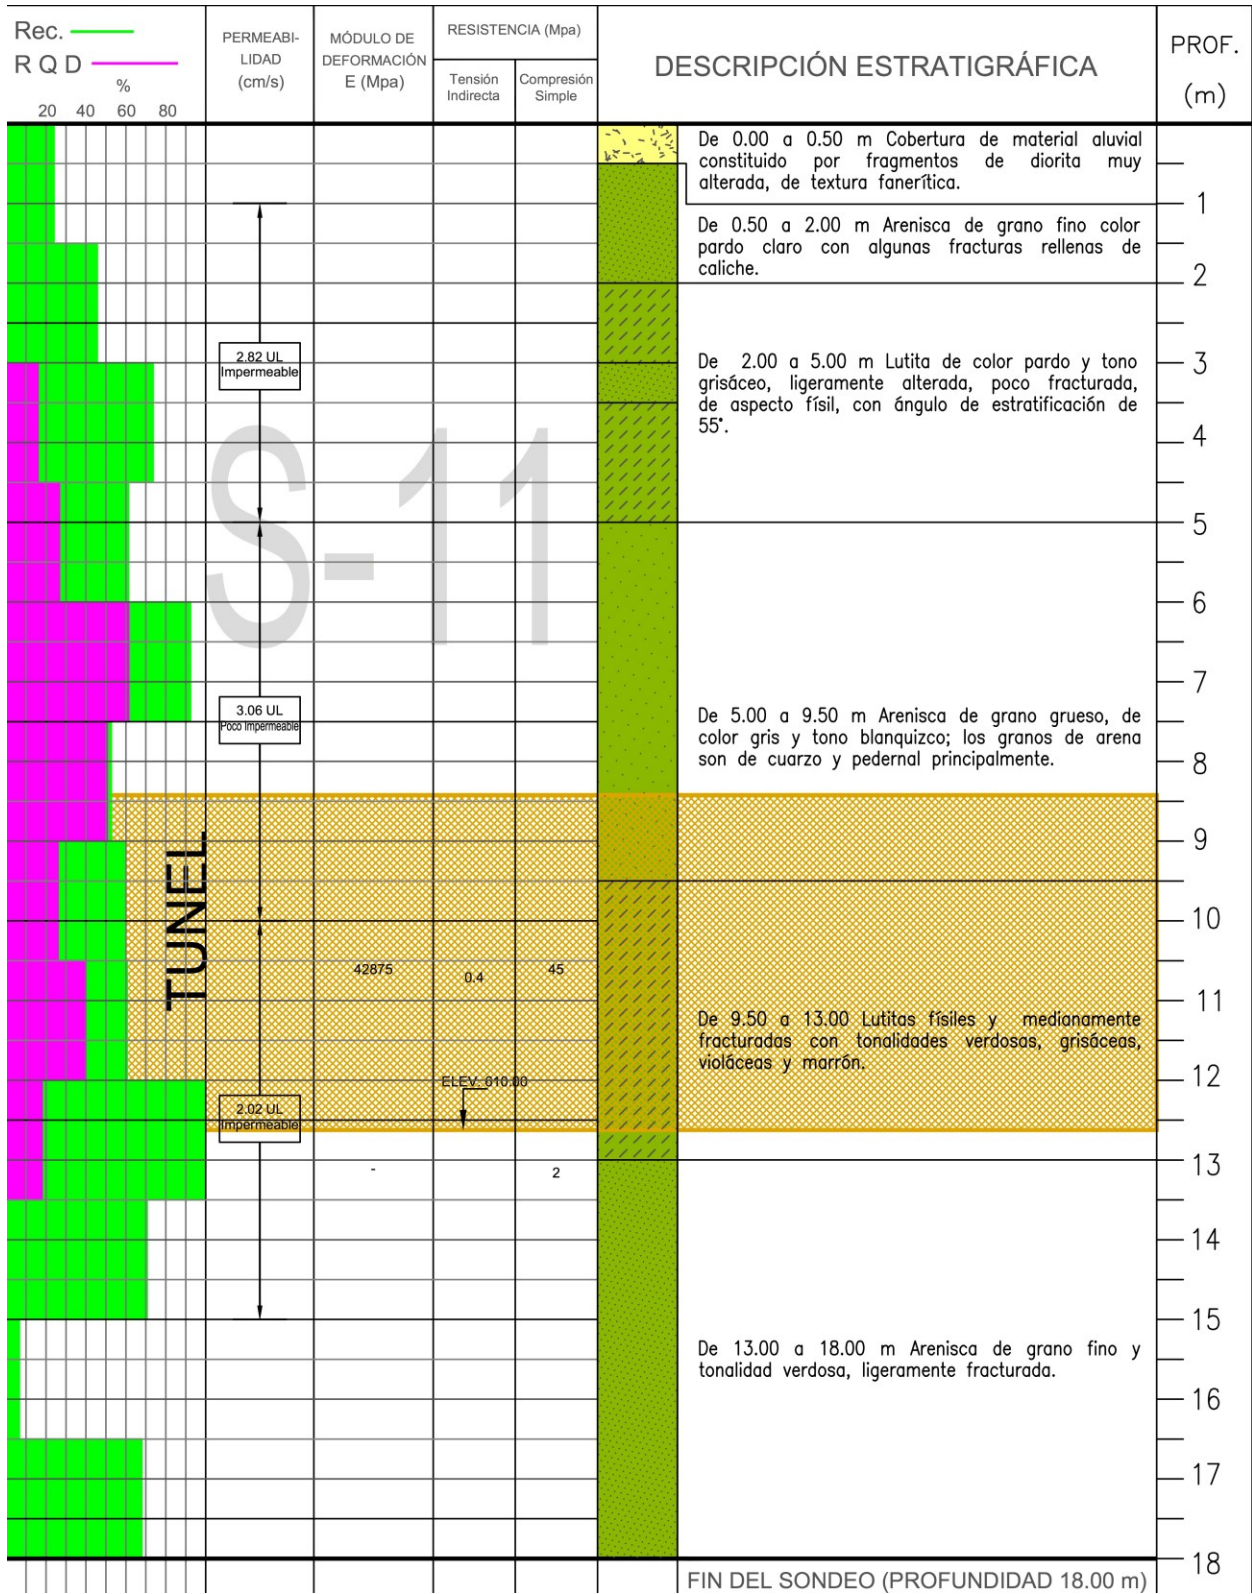 Rec.
R Q D
%
20 40 60 80
PERMEABI-
LIDAD
(cm/s)
MÓDULO DE
DEFORMACIÓN
E (Mpa)
RESISTENCIA (Mpa)
Tensión
Indirecta
Compresión
Simple
DESCRIPCIÓN ESTRATIGRÁFICA
PROF.
(m)
De 0.00 a 0.50 m Cobertura de material aluvial
constituido por fragmentos de diorita muy
alterada, de textura fanerítica.
1
De 0.50 a 2.00 m Arenisca de grano fino color
pardo claro con algunas fracturas rellenas de
caliche.
2
2.82 UL
Impermeable
De 2.00 a 5.00 m Lutita de color pardo y tono
grisáceo, ligeramente alterada, poco fracturada,
de aspecto físil, con ángulo de estratificación de
55°.
3
4
S-11
5
6
7
3.06 UL
Poco Impermeable
De 5.00 a 9.50 m Arenisca de grano grueso, de
color gris y tono blanquizco; los granos de arena
son de cuarzo y pedernal principalmente.
8
9
TUNEL
10
42875
0.4
45
11
De 9.50 a 13.00 Lutitas físiles y medianamente
fracturadas con tonalidades verdosas, grisáceas,
violáceas y marrón.
12
ELEV. 610.00
2.02 UL
Impermeable
13
-
2
14
15
De 13.00 a 18.00 m Arenisca de grano fino y
tonalidad verdosa, ligeramente fracturada.
16
17
18
FIN DEL SONDEO (PROFUNDIDAD 18.00 m)